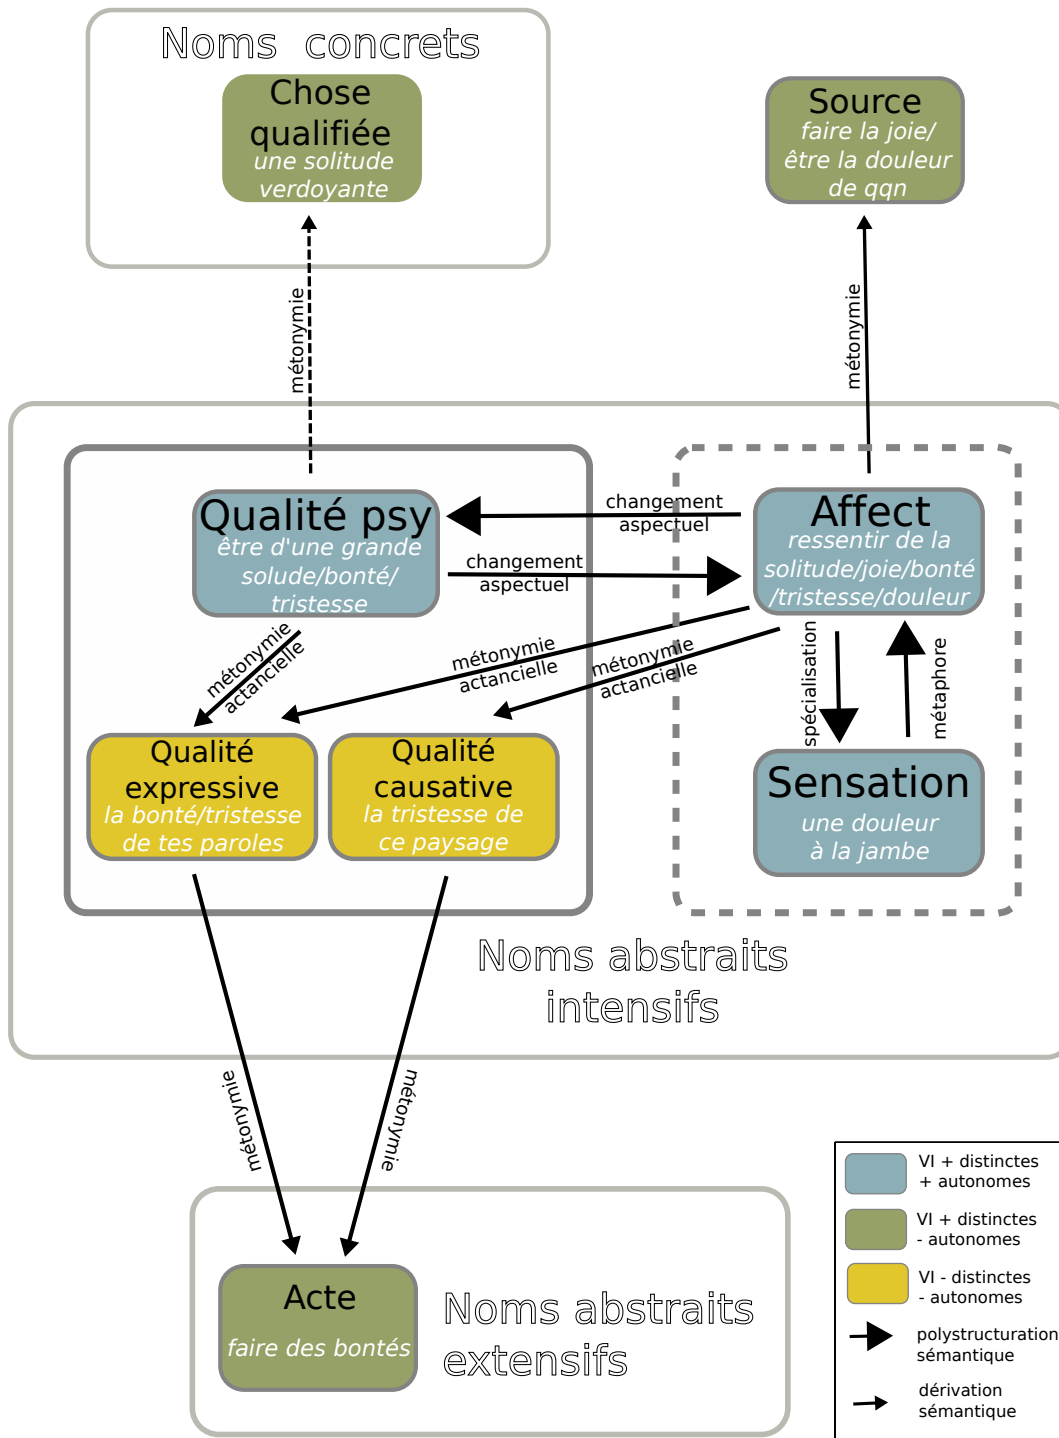 Noms concrets
Chose
qualifiée
une solitude
verdoyante
Source
faire la joie/
être la douleur
de qqn
métonymie
métonymie
Qualité psy
être d'une grande
solude/bonté/
tristesse
changement
aspectuel
changement
aspectuel
Affect
ressentir de la
solitude/joie/bonté
/tristesse/douleur
métonymie
actancielle
métonymie
actancielle
métonymie
actancielle
spécialisation
métaphore
Qualité
expressive
la bonté/tristesse
de tes paroles
Qualité
causative
la tristesse de
ce paysage
Sensation
une douleur
à la jambe
Noms abstraits
intensifs
métonymie
métonymie
Acte
faire des bontés
Noms abstraits
extensifs
VI + distinctes
+ autonomes
VI + distinctes
- autonomes
VI - distinctes
- autonomes
polystructuration
sémantique
dérivation
sémantique